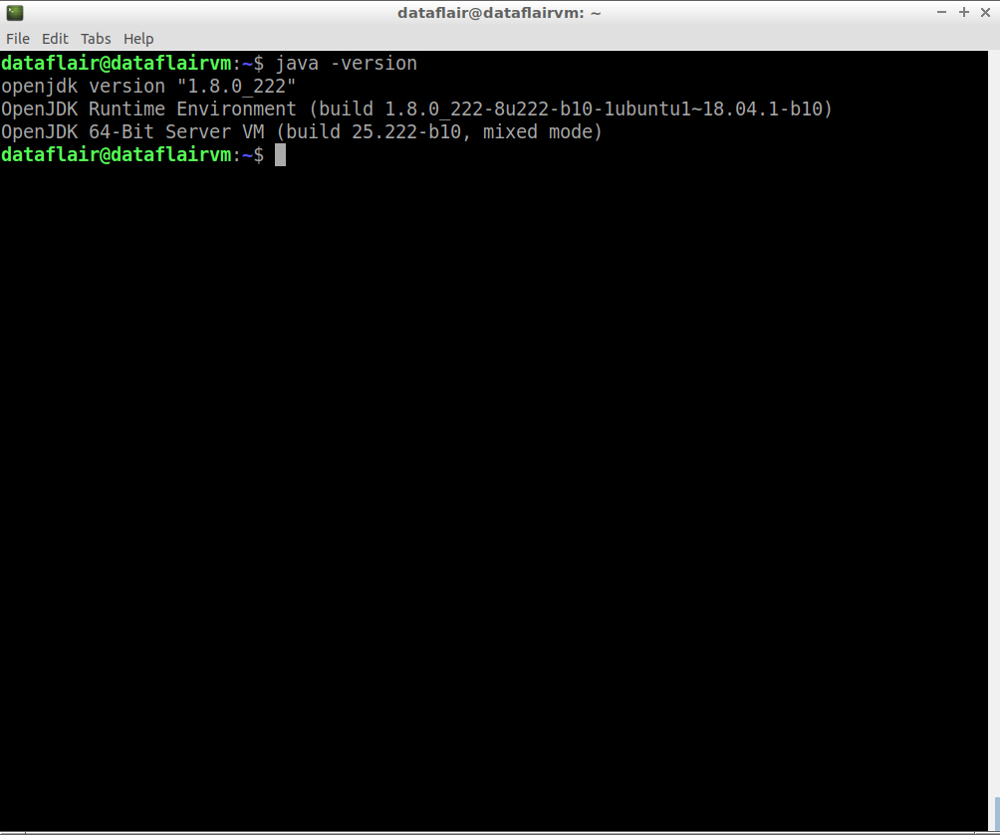 dataflair@dataflairvm: ~
File Edit Tabs Help
dataflair@dataflairvm:~$ java -version
openjdk version "1.8.0_222"
OpenJDK Runtime Environment (build 1.8.0_222-8u222-b10-1ubuntu1~18.04.1-b10)
OpenJDK 64-Bit Server VM (build 25.222-b10, mixed mode)
dataflair@dataflairvm:~$